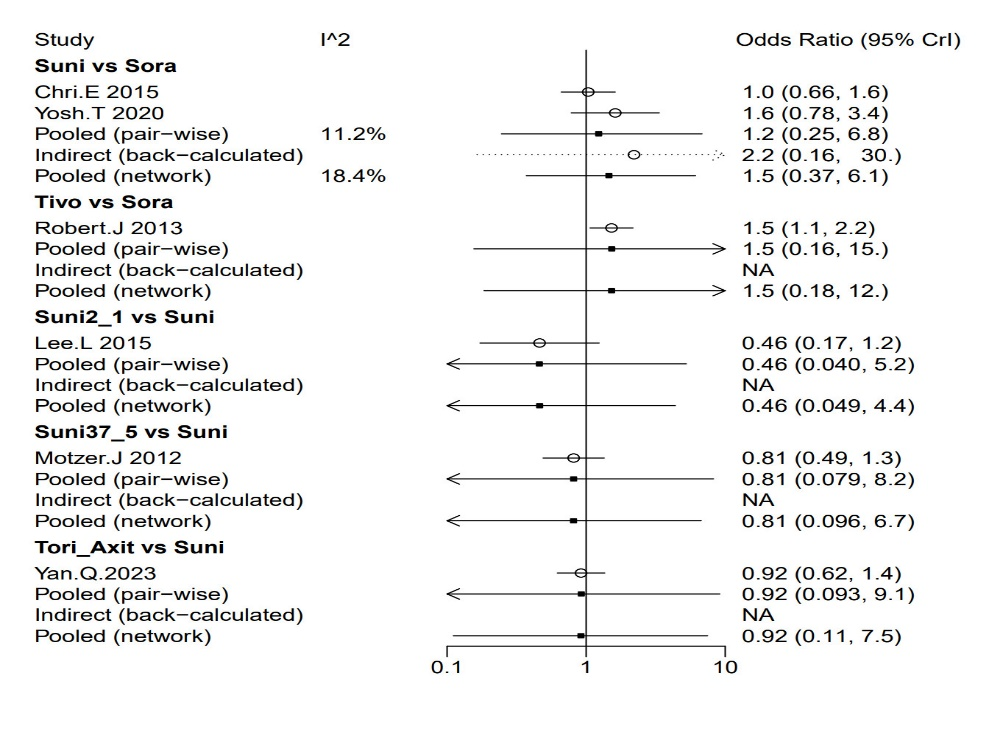 Study I^2 Odds Ratio (95% CrI)
Suni vs Sora
Chri.E 2015 1.0 (0.66, 1.6)
Yosh.T 2020 1.6 (0.78, 3.4)
Pooled (pair−wise) 11.2% 1.2 (0.25, 6.8)
Indirect (back−calculated) 2.2 (0.16, 30.)
Pooled (network) 18.4% 1.5 (0.37, 6.1)
Tivo vs Sora
Robert.J 2013 1.5 (1.1, 2.2)
Pooled (pair−wise) 1.5 (0.16, 15.)
Indirect (back−calculated) NA
Pooled (network) 1.5 (0.18, 12.)
Suni2_1 vs Suni
Lee.L 2015 0.46 (0.17, 1.2)
Pooled (pair−wise) 0.46 (0.040, 5.2)
Indirect (back−calculated) NA
Pooled (network) 0.46 (0.049, 4.4)
Suni37_5 vs Suni
Motzer.J 2012 0.81 (0.49, 1.3)
Pooled (pair−wise) 0.81 (0.079, 8.2)
Indirect (back−calculated) NA
Pooled (network) 0.81 (0.096, 6.7)
Tori_Axit vs Suni
Yan.Q.2023 0.92 (0.62, 1.4)
Pooled (pair−wise) 0.92 (0.093, 9.1)
Indirect (back−calculated) NA
Pooled (network) 0.92 (0.11, 7.5)
0.1 1 10